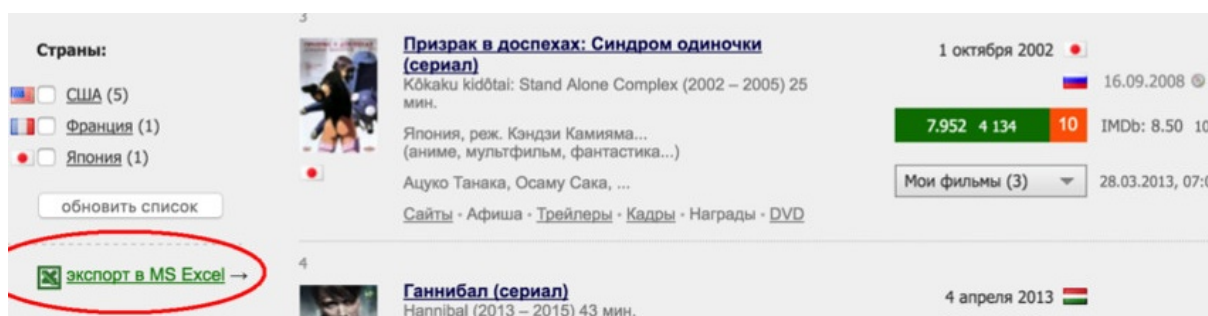 Страны:
США (5)
Франция (1)
Япония (1)
обновить список
экспорт в MS Excel →
3
Призрак в доспехах: Синдром одиночки
(сериал)
Kôkaku kidôtai: Stand Alone Complex (2002 – 2005) 25
мин.
Япония, реж. Кэндзи Камияма...
(аниме, мультфильм, фантастика...)
Ацуко Танака, Осаму Сака, ...
Сайты • Афиша • Трейлеры • Кадры • Награды • DVD
1 октября 2002
16.09.2008
7.952 4 134 10 IMDb: 8.50 10
Мои фильмы (3) 28.03.2013, 07:0
4
Ганнибал (сериал)
Hannibal (2013 – 2015) 43 мин.
4 апреля 2013